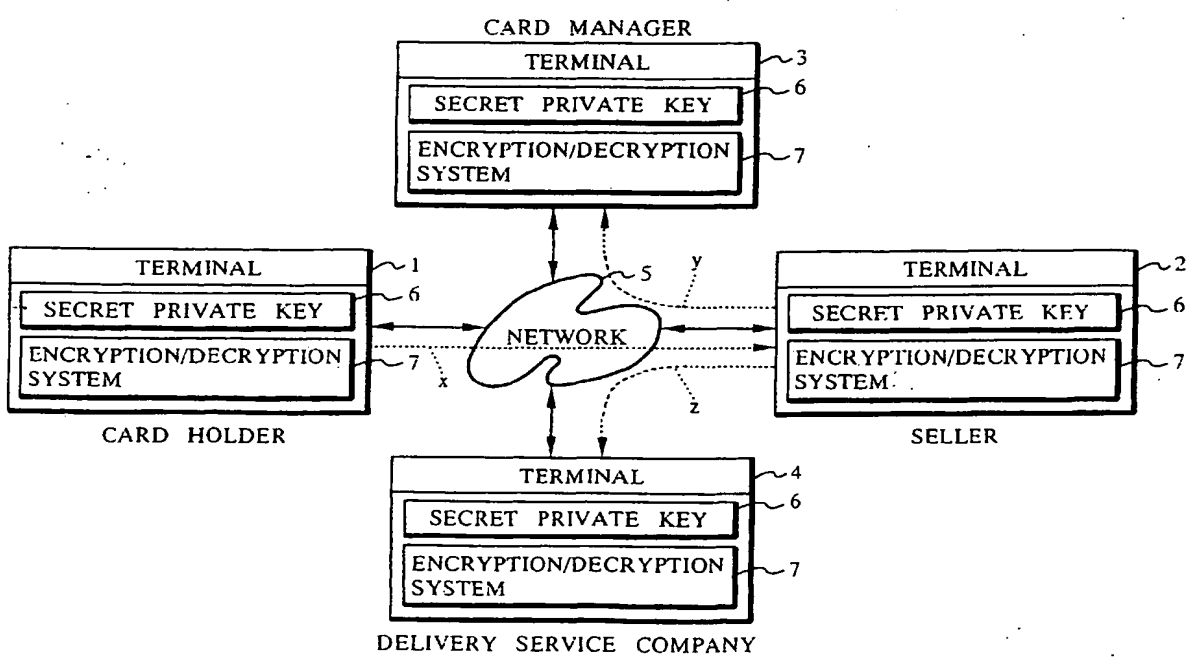 CARD MANAGER
TERMINAL
3
SECRET PRIVATE KEY
6
ENCRYPTION/DECRYPTION
SYSTEM
7
TERMINAL
1
SECRET PRIVATE KEY
6
ENCRYPTION/DECRYPTION
SYSTEM
7
CARD HOLDER
5
NETWORK
x
y
z
TERMINAL
2
SECRET PRIVATE KEY
6
ENCRYPTION/DECRYPTION
SYSTEM
7
SELLER
TERMINAL
4
SECRET PRIVATE KEY
6
ENCRYPTION/DECRYPTION
SYSTEM
7
DELIVERY SERVICE COMPANY